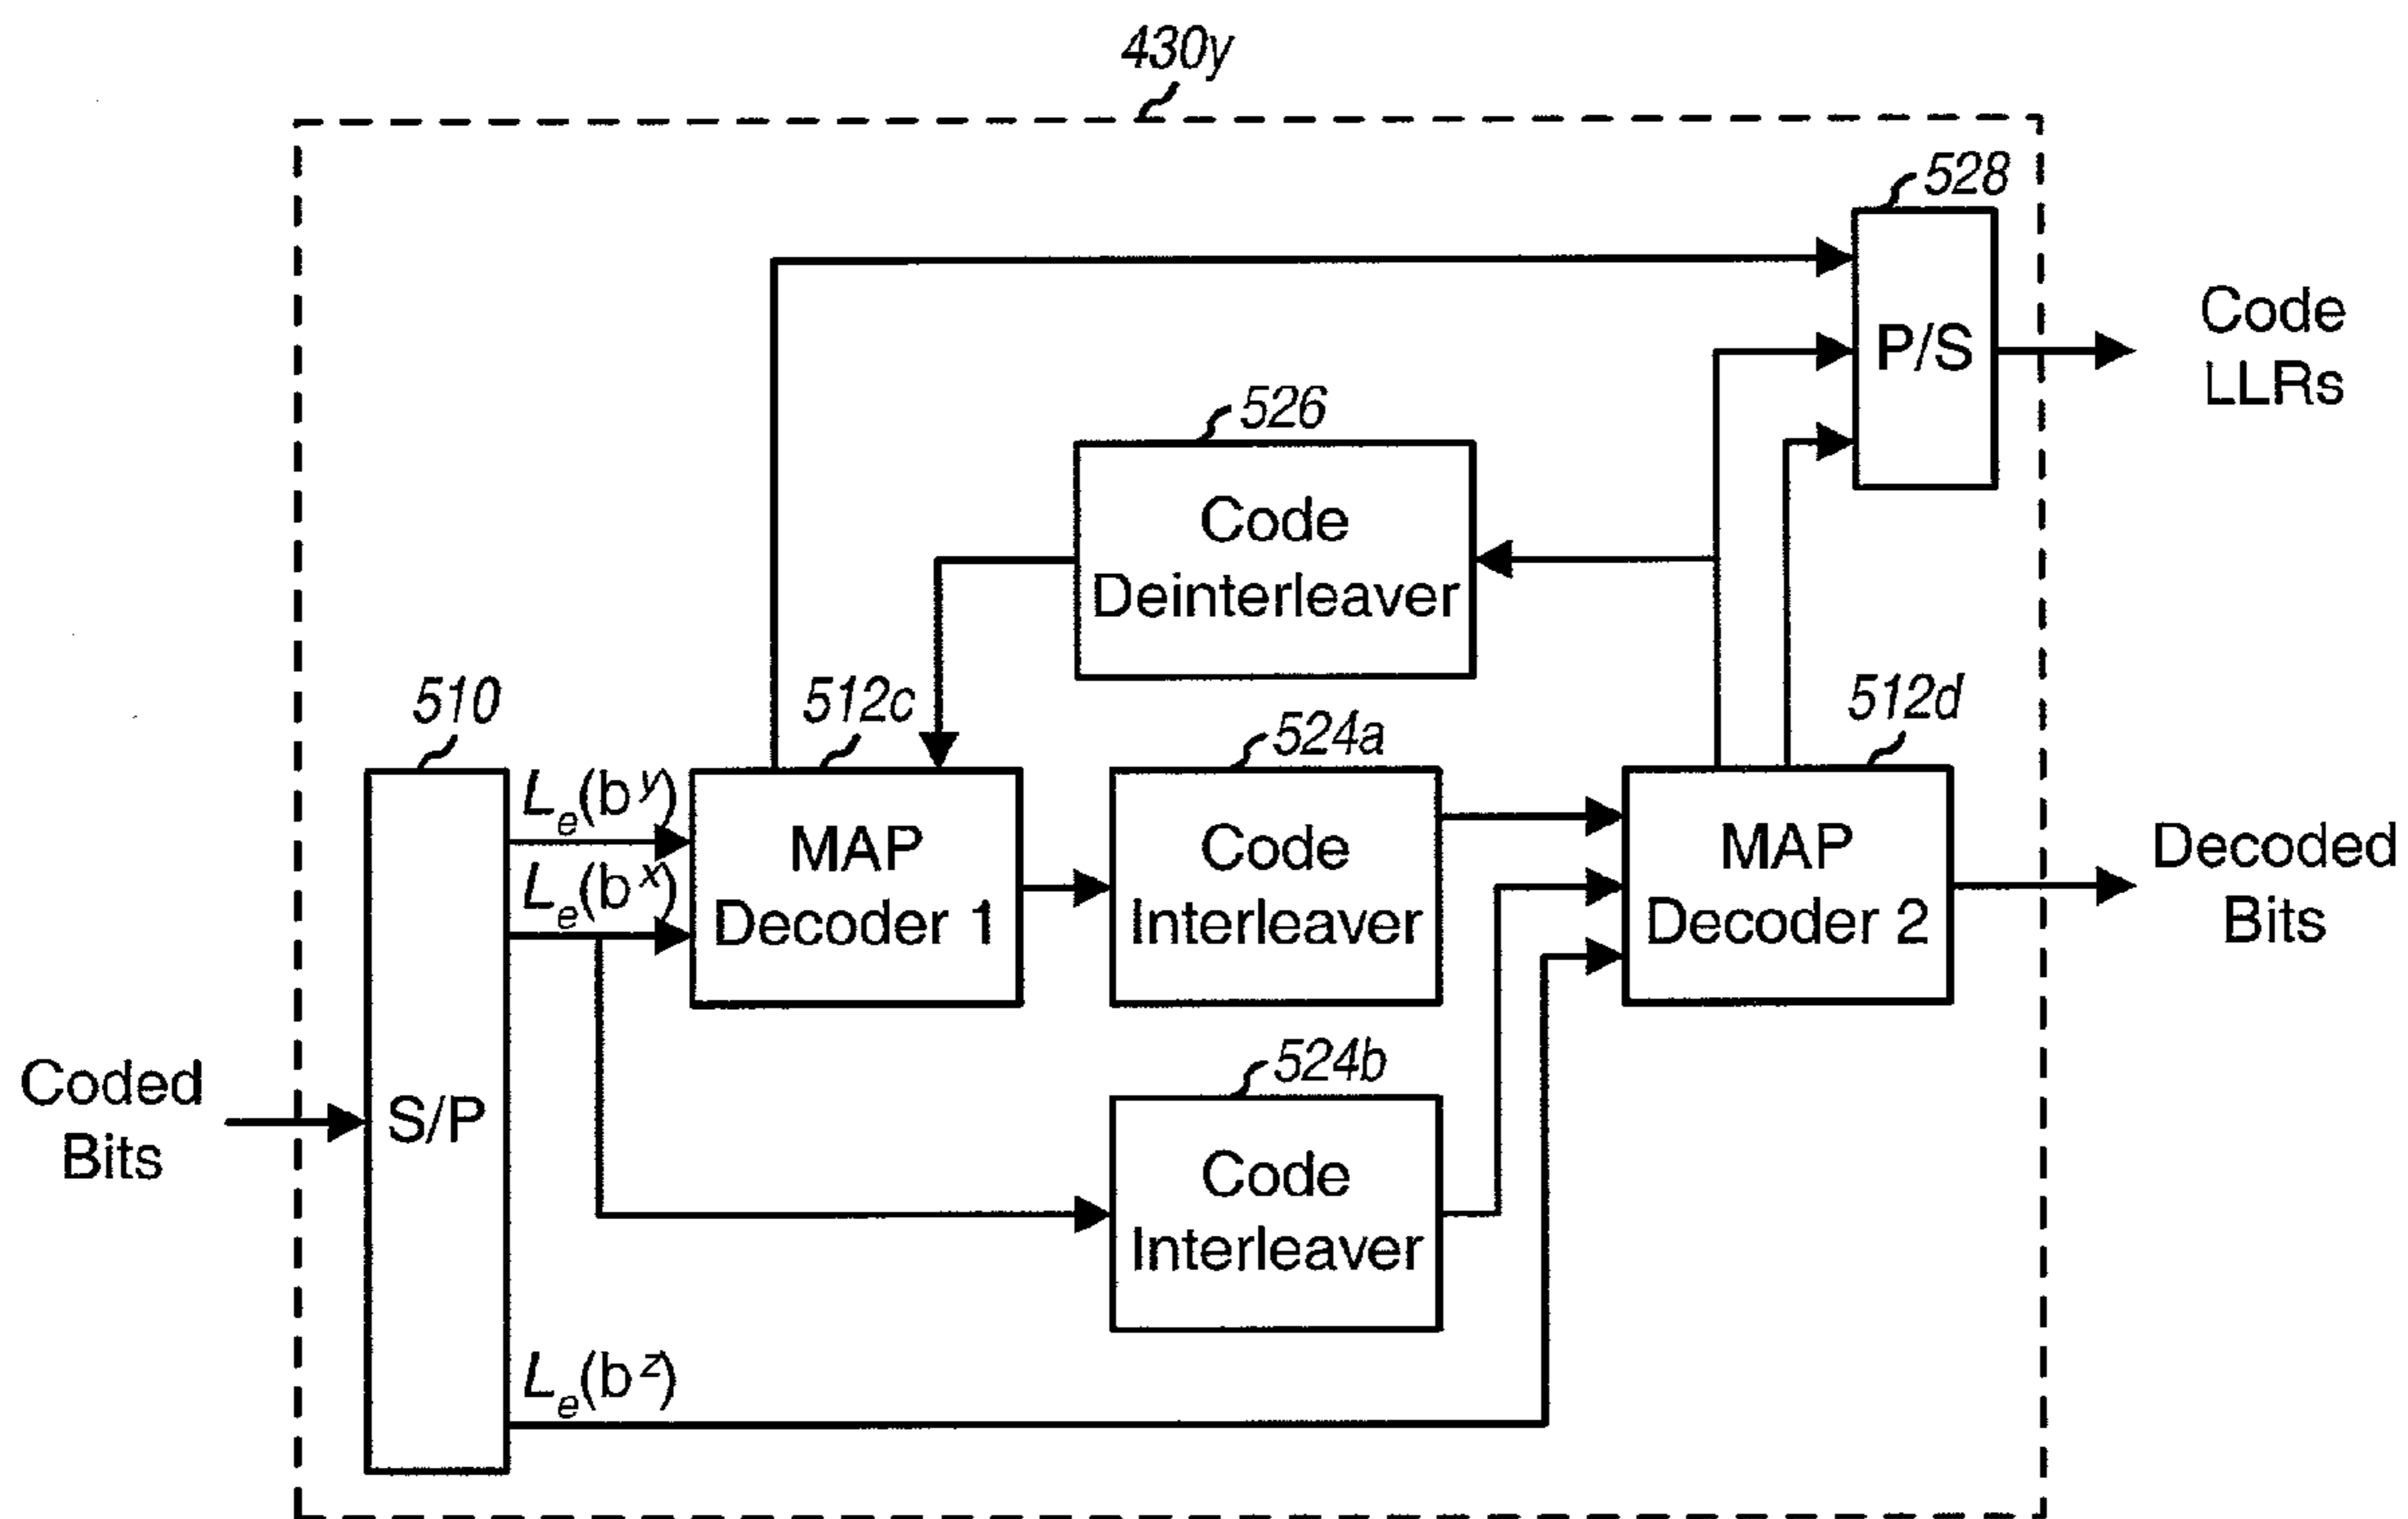 430y
528
P/S
Code
LLRs
526
Code
Deinterleaver
510
512c
524a
512d
L_e(b^y)
L_e(b^x)
MAP
Decoder 1
Code
Interleaver
MAP
Decoder 2
Decoded
Bits
524b
Coded
Bits
S/P
Code
Interleaver
L_e(b^z)